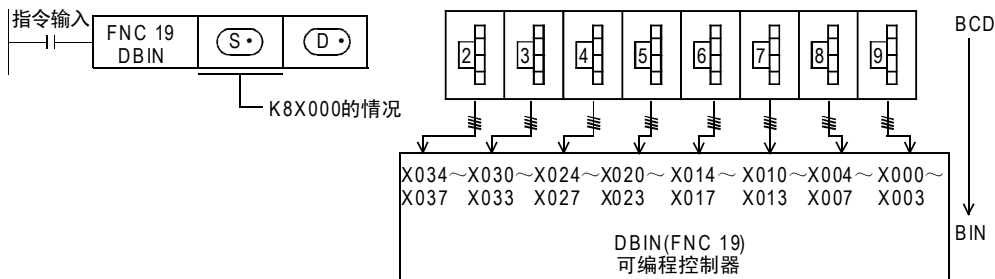 指令输入
FNC 19
DBIN
S·
D·
K8X000的情况
2 3 4 5 6 7 8 9
BCD
X034～X030～X024～X020～X014～X010～X004～X000～
X037 X033 X027 X023 X017 X013 X007 X003
BIN
DBIN(FNC 19)
可编程控制器